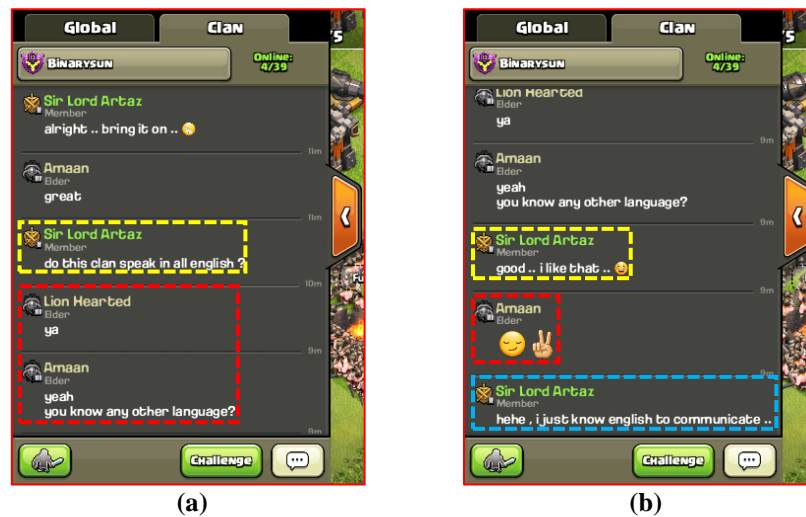 Global
Clan
BINARYSUN
ONLINE:
4/39
Sir Lord Artaz
Member
alright .. bring it on ..
11m
Amaan
Elder
great
11m
Sir Lord Artaz
Member
do this clan speak in all english ?
10m
Lion Hearted
Elder
ya
9m
Amaan
Elder
yeah
you know any other language?
9m
Challenge
(a)
Global
Clan
BINARYSUN
ONLINE:
4/39
Lion Hearted
Elder
ya
9m
Amaan
Elder
yeah
you know any other language?
9m
Sir Lord Artaz
Member
good .. i like that ..
9m
Amaan
Elder
9m
Sir Lord Artaz
Member
hehe , i just know english to communicate ..
Challenge
(b)